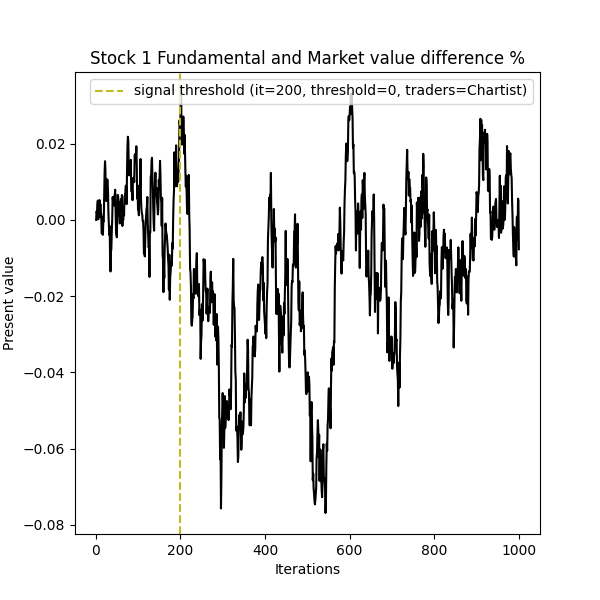 Stock 1 Fundamental and Market value difference %
signal threshold (it=200, threshold=0, traders=Chartist)
0.02
0.00
−0.02
−0.04
−0.06
−0.08
Present value
0 200 400 600 800 1000
Iterations